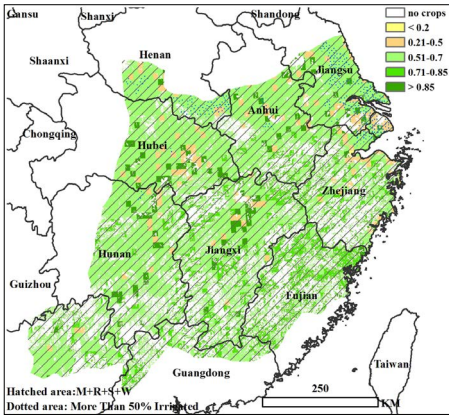 Gansu
Shanxi
Shandong
no crops
< 0.2
0.21-0.5
0.51-0.7
0.71-0.85
> 0.85
Henan
Shaanxi
Jiangsu
Anhui
Chongqing
Hubei
Zhejiang
Hunan
Jiangxi
Guizhou
Fujian
Taiwan
Guangdong
Hatched area:M+R+S+W
250
Dotted area: More Than 50% Irrigated
KM